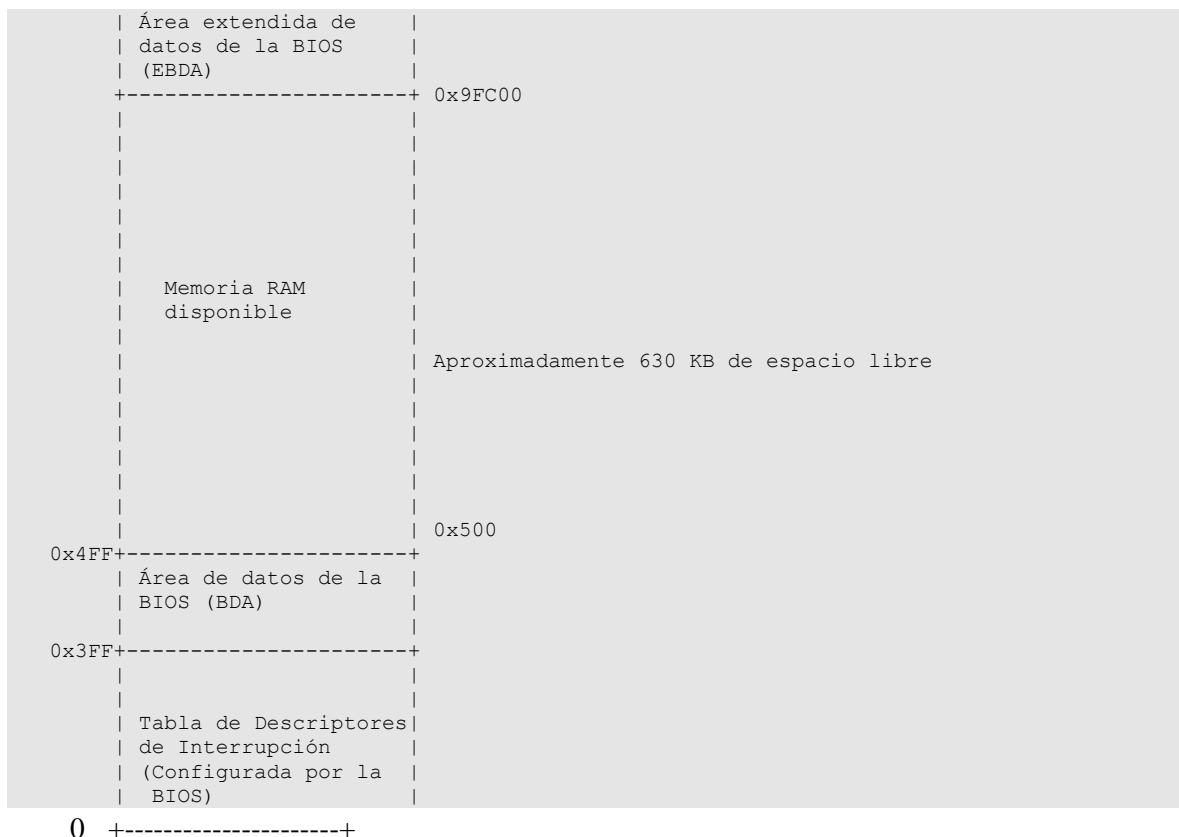 | Área extendida de |
| datos de la BIOS |
| (EBDA) |
+----------------------+ 0x9FC00
| |
| |
| |
| |
| |
| |
| |
| Memoria RAM |
| disponible |
| |
| | Aproximadamente 630 KB de espacio libre
| |
| |
| |
| |
| |
| |
| | 0x500
0x4FF+----------------------+
| Área de datos de la |
| BIOS (BDA) |
| |
0x3FF+----------------------+
| |
| |
| Tabla de Descriptores|
| de Interrupción |
| (Configurada por la |
| BIOS) |
0 +----------------------+